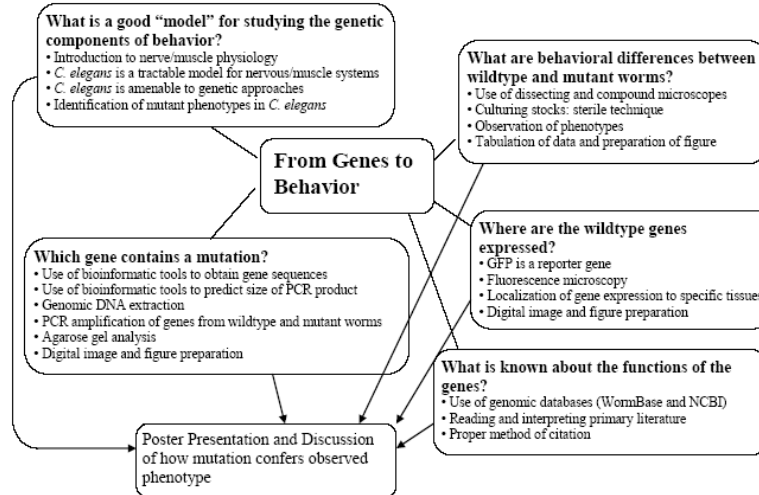 What is a good “model” for studying the genetic
components of behavior?
• Introduction to nerve/muscle physiology
• C. elegans is a tractable model for nervous/muscle systems
• C. elegans is amenable to genetic approaches
• Identification of mutant phenotypes in C. elegans
What are behavioral differences between
wildtype and mutant worms?
• Use of dissecting and compound microscopes
• Culturing stocks: sterile technique
• Observation of phenotypes
• Tabulation of data and preparation of figure
From Genes to
Behavior
Which gene contains a mutation?
• Use of bioinformatic tools to obtain gene sequences
• Use of bioinformatic tools to predict size of PCR product
• Genomic DNA extraction
• PCR amplification of genes from wildtype and mutant worms
• Agarose gel analysis
• Digital image and figure preparation
Where are the wildtype genes
expressed?
• GFP is a reporter gene
• Fluorescence microscopy
• Localization of gene expression to specific tissues
• Digital image and figure preparation
What is known about the functions of the
genes?
• Use of genomic databases (WormBase and NCBI)
• Reading and interpreting primary literature
• Proper method of citation
Poster Presentation and Discussion
of how mutation confers observed
phenotype